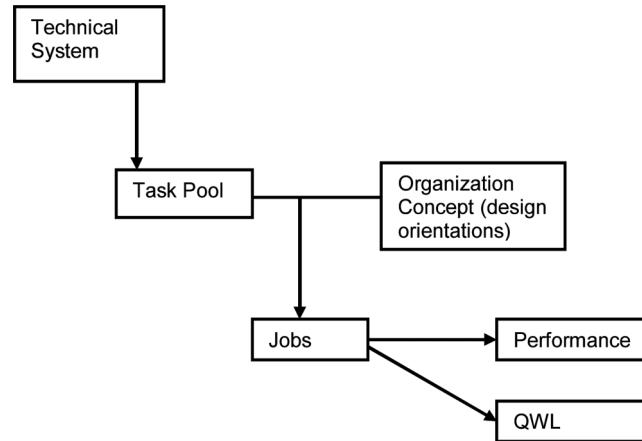 Technical
System
Task Pool
Organization
Concept (design
orientations)
Jobs
Performance
QWL